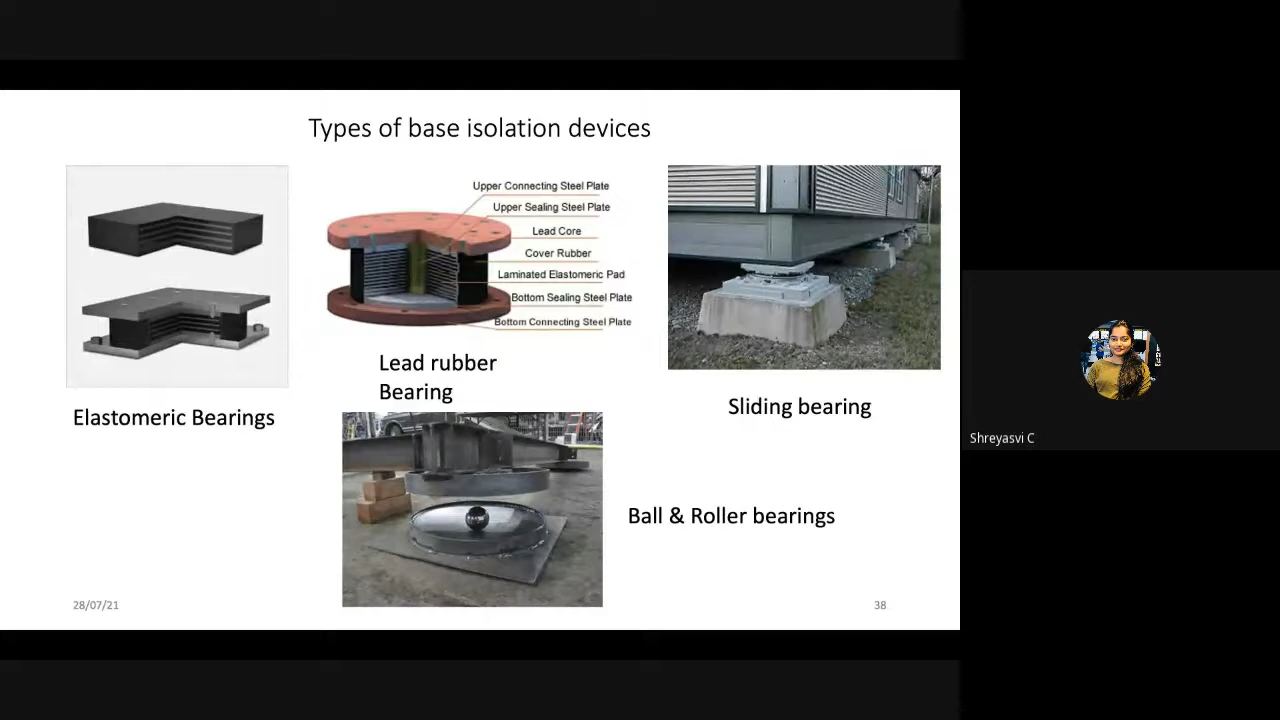 Types of base isolation devices
Upper Connecting Steel Plate
Upper Sealing Steel Plate
Lead Core
Cover Rubber
Laminated Elastomeric Pad
Bottom Sealing Steel Plate
Bottom Connecting Steel Plate
Lead rubber
Bearing
Elastomeric Bearings
Sliding bearing
Ball & Roller bearings
28/07/21
38
Shreyasvi C